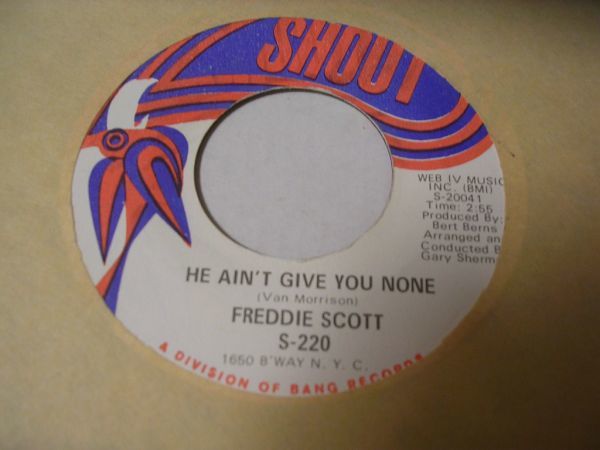 SHOUT
WEB IV MUSIC
INC. (BMI)
S-20041
Time: 2:55
Produced By:
Bert Berns
Arranged an
Conducted B
Gary Sherm
HE AIN'T GIVE YOU NONE
(Van Morrison)
FREDDIE SCOTT
S-220
1650 B'WAY N. Y. C.
A DIVISION OF BANG RECORDS